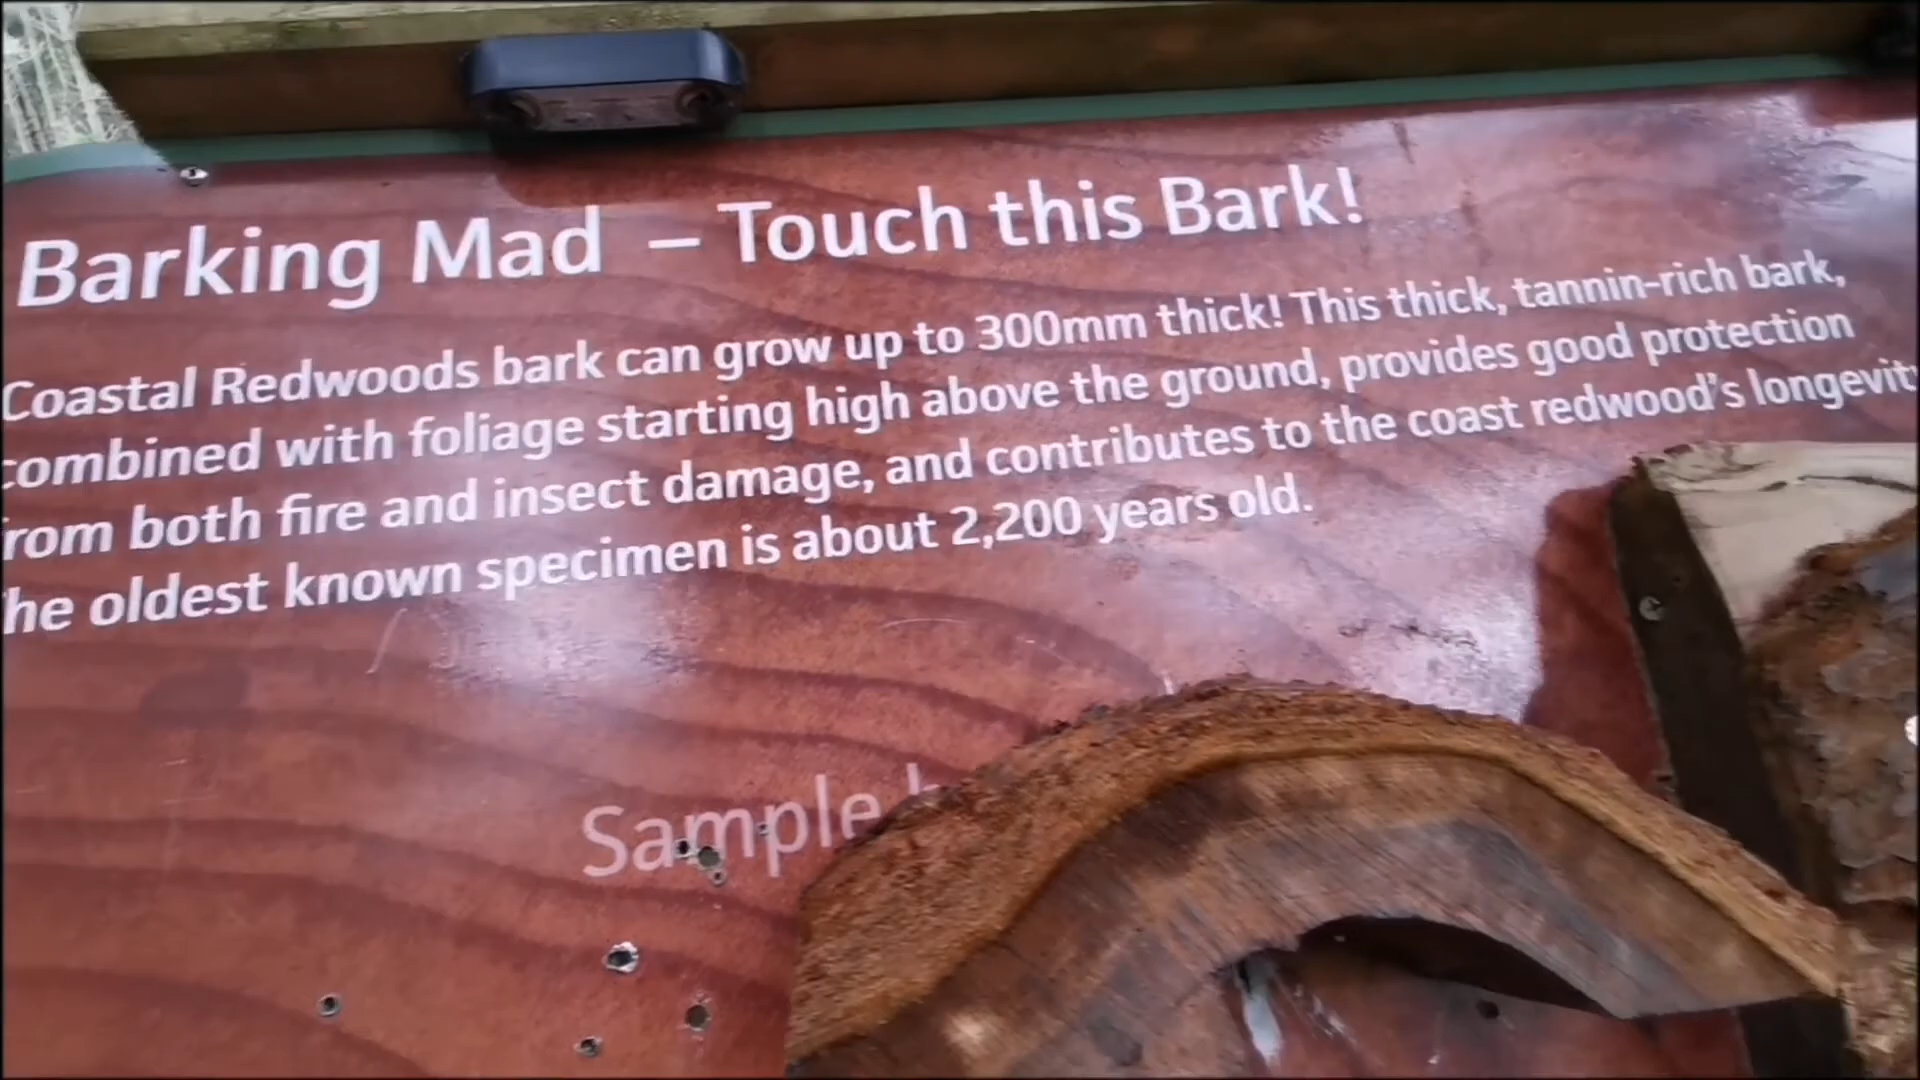 Barking Mad – Touch this Bark!
Coastal Redwoods bark can grow up to 300mm thick! This thick, tannin-rich bark,
combined with foliage starting high above the ground, provides good protection
from both fire and insect damage, and contributes to the coast redwood's longevity
The oldest known specimen is about 2,200 years old.
Sample